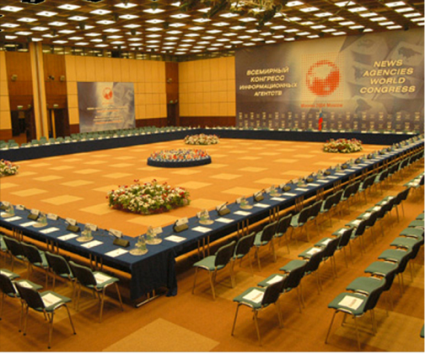 ВСЕМИРНЫЙ
КОНГРЕСС
ИНФОРМАЦИОННЫХ
АГЕНТСТВ
NEWS
AGENCIES
WORLD
CONGRESS